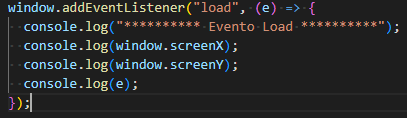 window.addEventListener("load", (e) => {
  console.log("********** Evento Load **********");
  console.log(window.screenX);
  console.log(window.screenY);
  console.log(e);
});